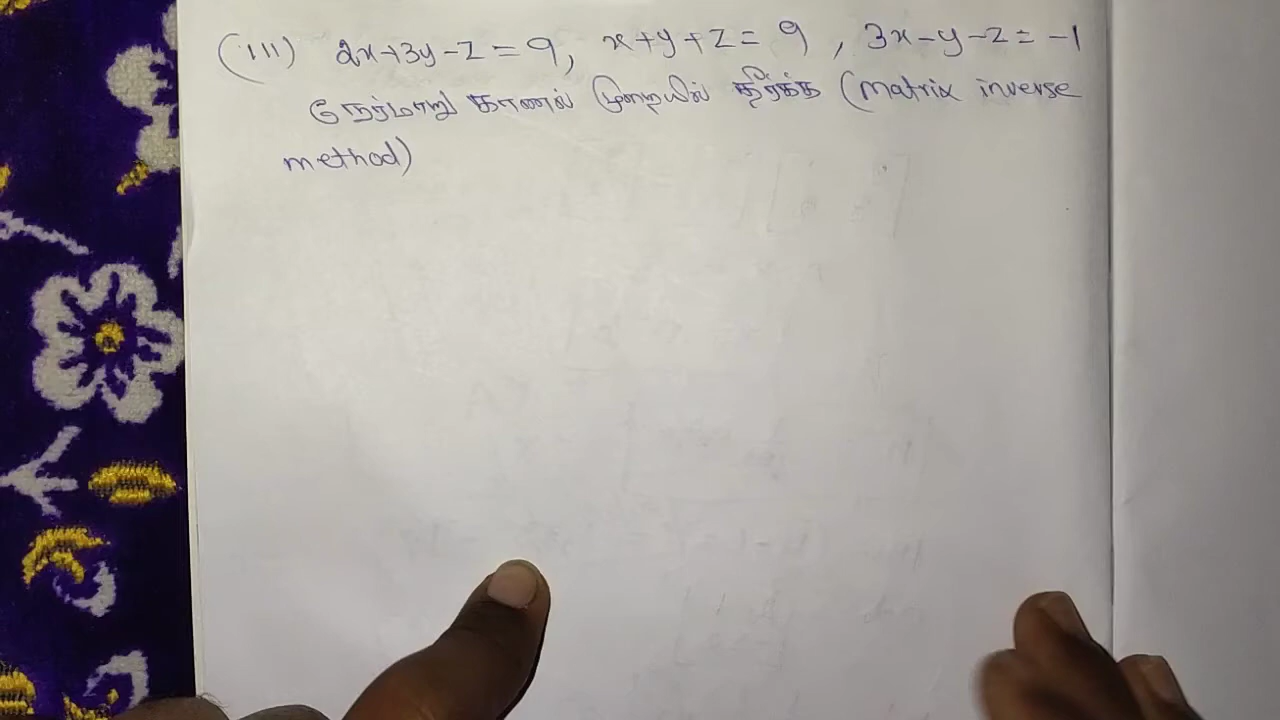 (iii) 2x+3y-z=9, x+y+z=9, 3x-y-z=-1
நேர்மாறு காணல் முறையில் தீர்க்க (Matrix inverse
method)